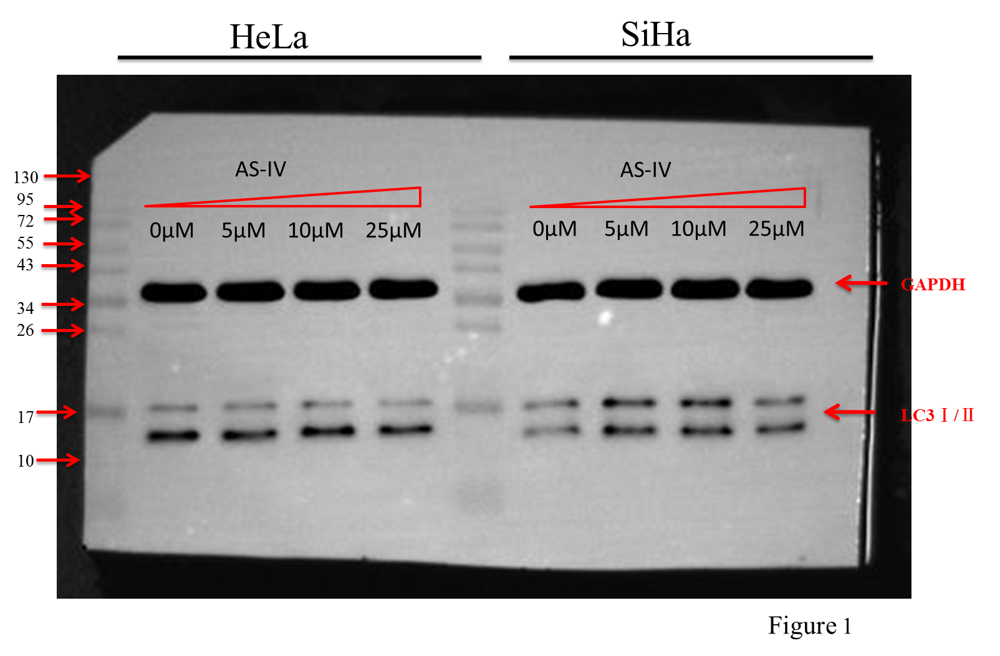 HeLa
SiHa
AS-IV
AS-IV
0µM 5µM 10µM 25µM
0µM 5µM 10µM 25µM
130
95
72
55
43
34
26
17
10
GAPDH
LC3 Ⅰ/Ⅱ
Figure 1